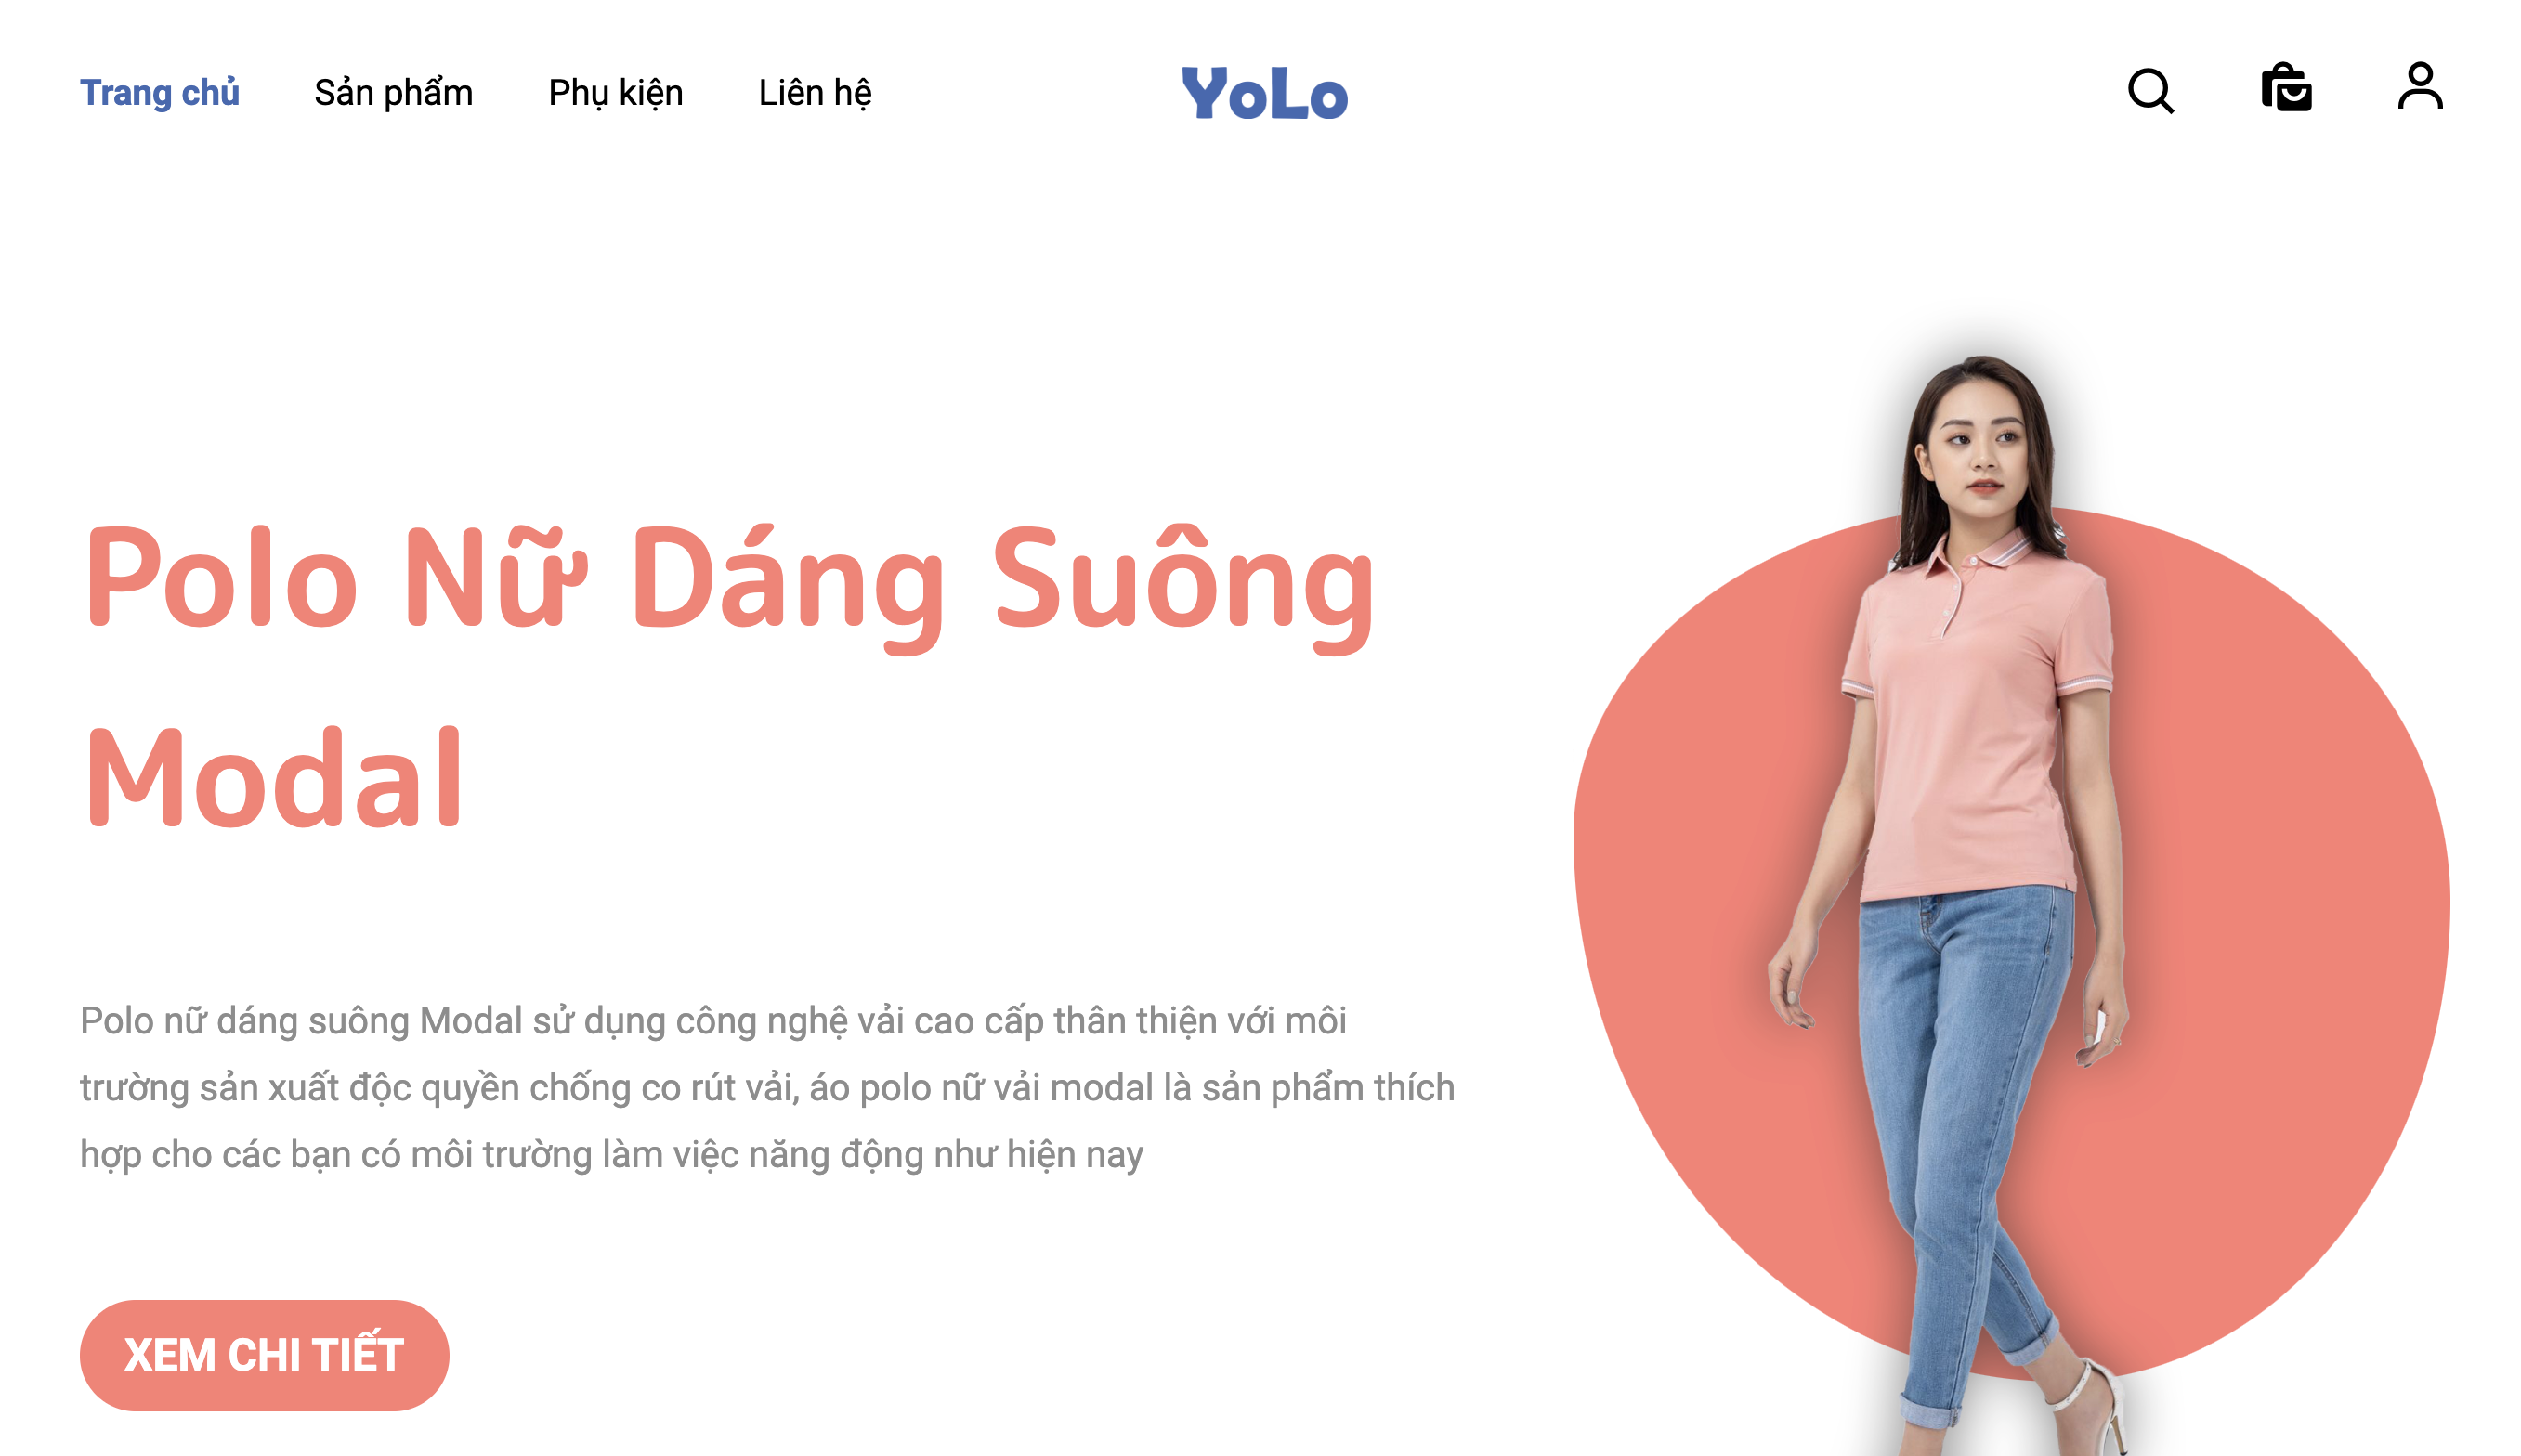 Trang chủ
Sản phẩm
Phụ kiện
Liên hệ
YoLo
Polo Nữ Dáng Suông
Modal
Polo nữ dáng suông Modal sử dụng công nghệ vải cao cấp thân thiện với môi
trường sản xuất độc quyền chống co rút vải, áo polo nữ vải modal là sản phẩm thích
hợp cho các bạn có môi trường làm việc năng động như hiện nay
XEM CHI TIẾT